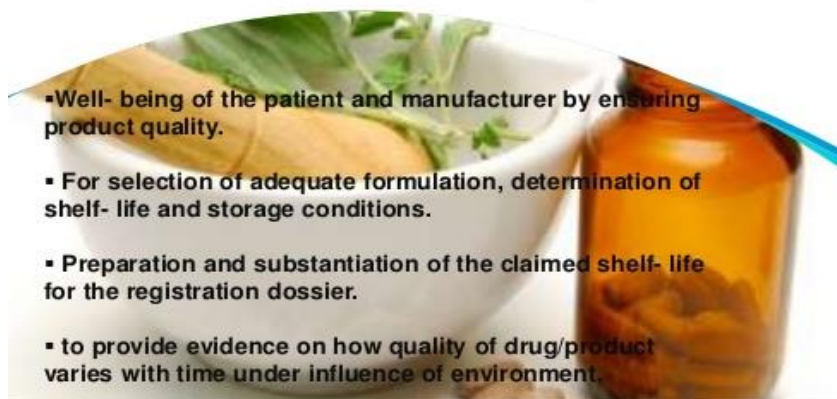 ▪Well- being of the patient and manufacturer by ensuring
product quality.
▪ For selection of adequate formulation, determination of
shelf- life and storage conditions.
▪ Preparation and substantiation of the claimed shelf- life
for the registration dossier.
▪ to provide evidence on how quality of drug/product
varies with time under influence of environment.